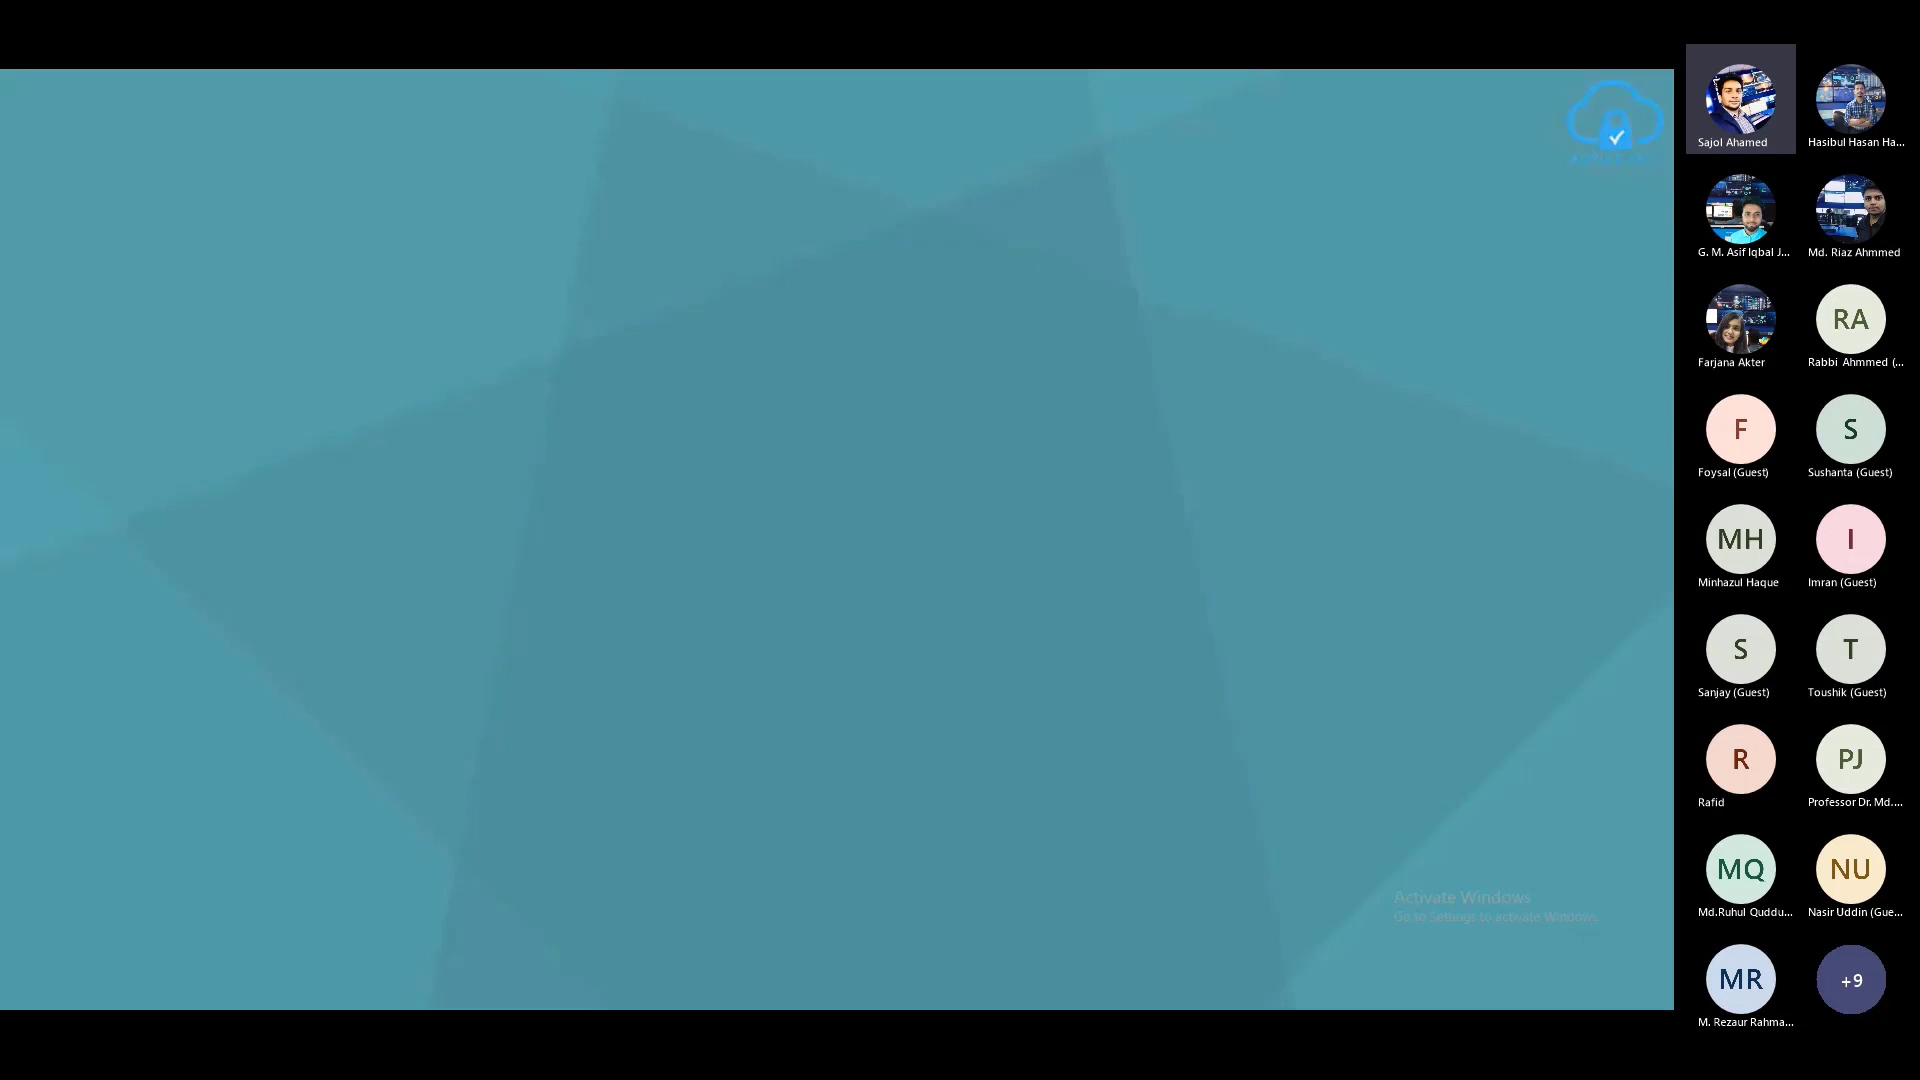 Sajol Ahamed
Hasibul Hasan Ha...
G. M. Asif Iqbal J...
Md. Riaz Ahmmed
Farjana Akter
RA
Rabbi Ahmmed (...
F
Foysal (Guest)
S
Sushanta (Guest)
MH
Minhazul Haque
I
Imran (Guest)
S
Sanjay (Guest)
T
Toushik (Guest)
R
Rafid
PJ
Professor Dr. Md....
MQ
Md.Ruhul Quddu...
NU
Nasir Uddin (Gue...
MR
M. Rezaur Rahma...
+9
Activate Windows
Go to Settings to activate Windows.